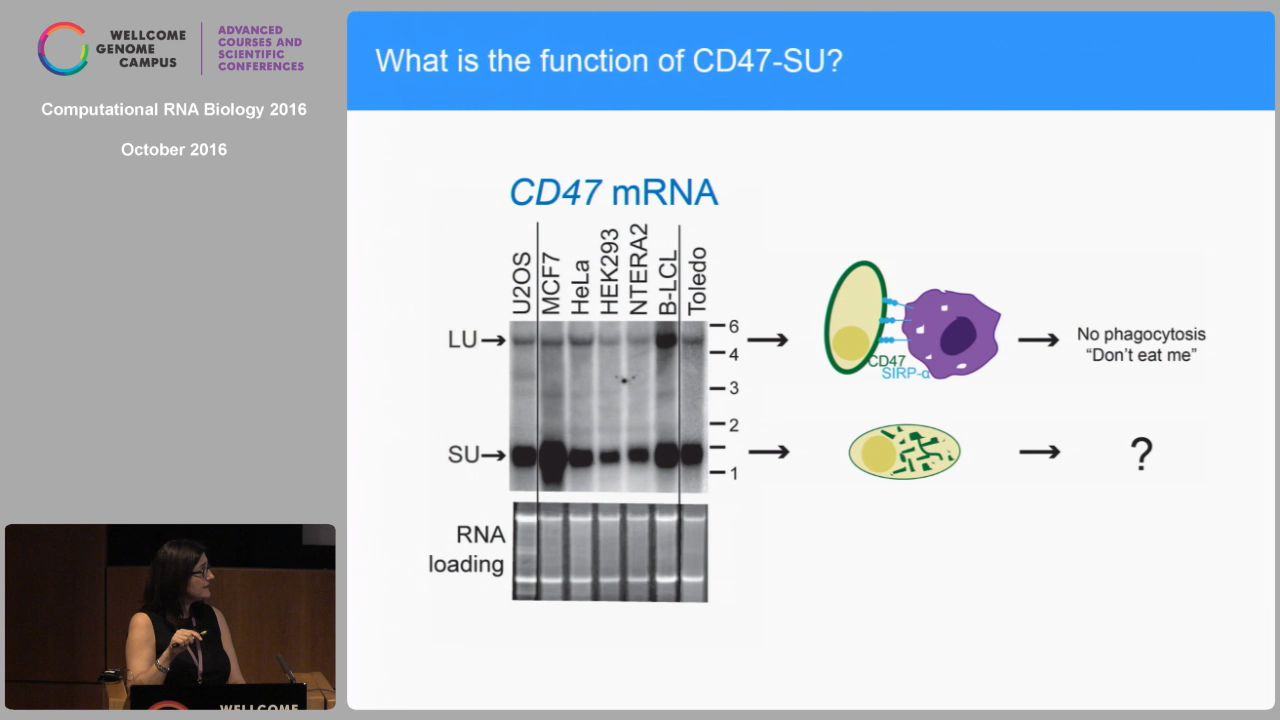 WELLCOME
GENOME
CAMPUS
ADVANCED
COURSES AND
SCIENTIFIC
CONFERENCES
Computational RNA Biology 2016
October 2016
What is the function of CD47-SU?
CD47 mRNA
U2OS
MCF7
HeLa
HEK293
NTERA2
B-LCL
Toledo
LU
SU
6
4
3
2
1
RNA
loading
CD47
SIRP-α
No phagocytosis
“Don’t eat me”
?
WELLCOME